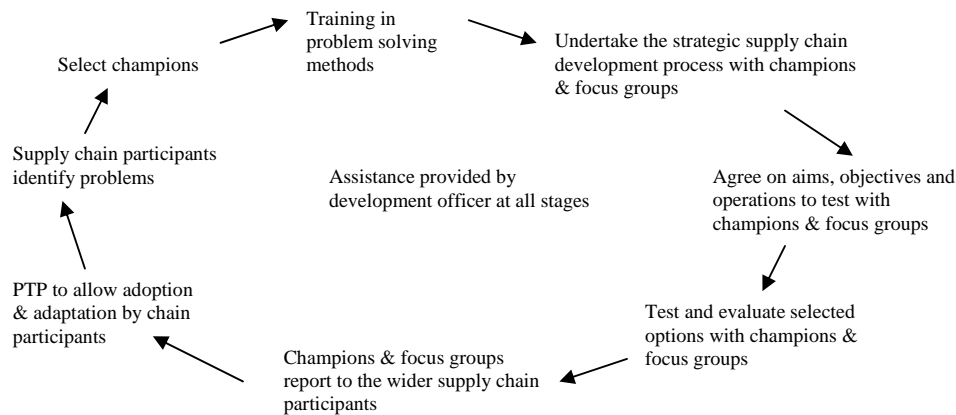 Training in
problem solving
methods
Undertake the strategic supply chain
development process with champions
& focus groups
Select champions
Supply chain participants
identify problems
Assistance provided by
development officer at all stages
Agree on aims, objectives and
operations to test with
champions & focus groups
PTP to allow adoption
& adaptation by chain
participants
Test and evaluate selected
options with champions &
focus groups
Champions & focus groups
report to the wider supply chain
participants